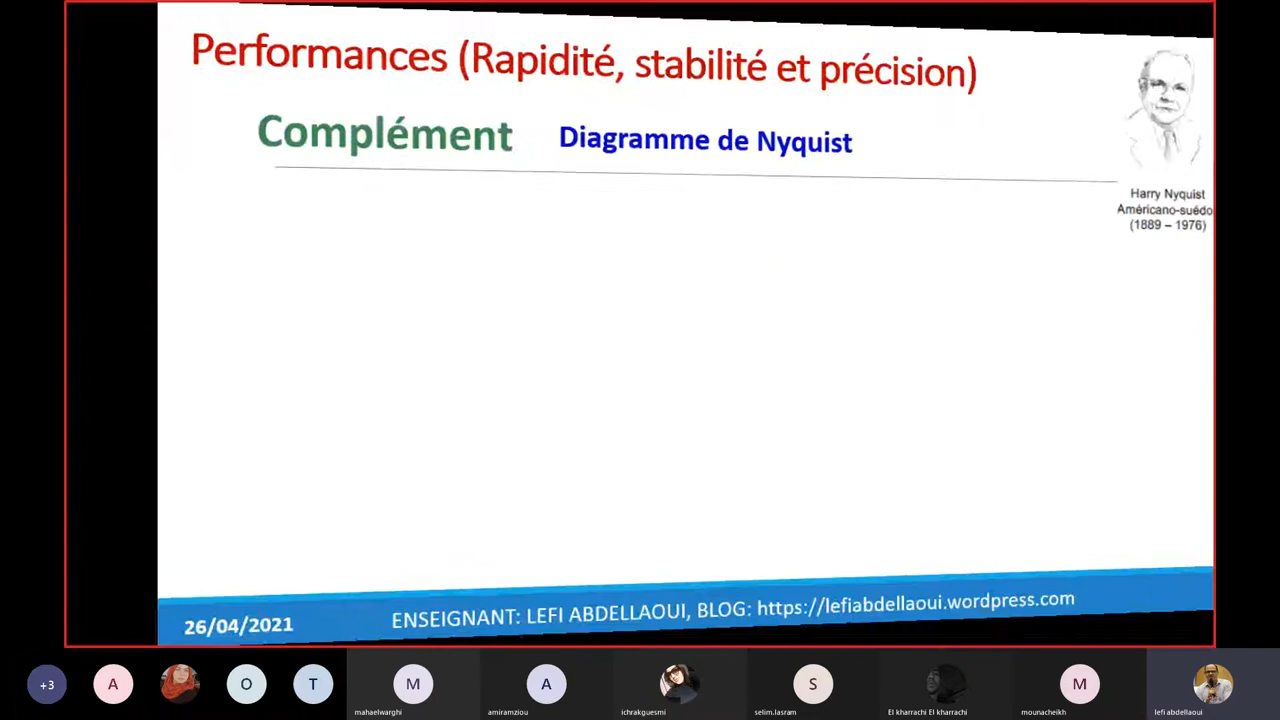 Performances (Rapidité, stabilité et précision)
Complément Diagramme de Nyquist
Harry Nyquist
Américano-suédo
(1889 – 1976)
26/04/2021 ENSEIGNANT: LEFI ABDELLAOUI, BLOG: https://lefiabdellaoui.wordpress.com
+3 A O T M A S M
mahaelwarghi amiramziou ichrakguesmi selim.lasram El kharrachi El kharrachi mounacheikh lefi abdellaoui